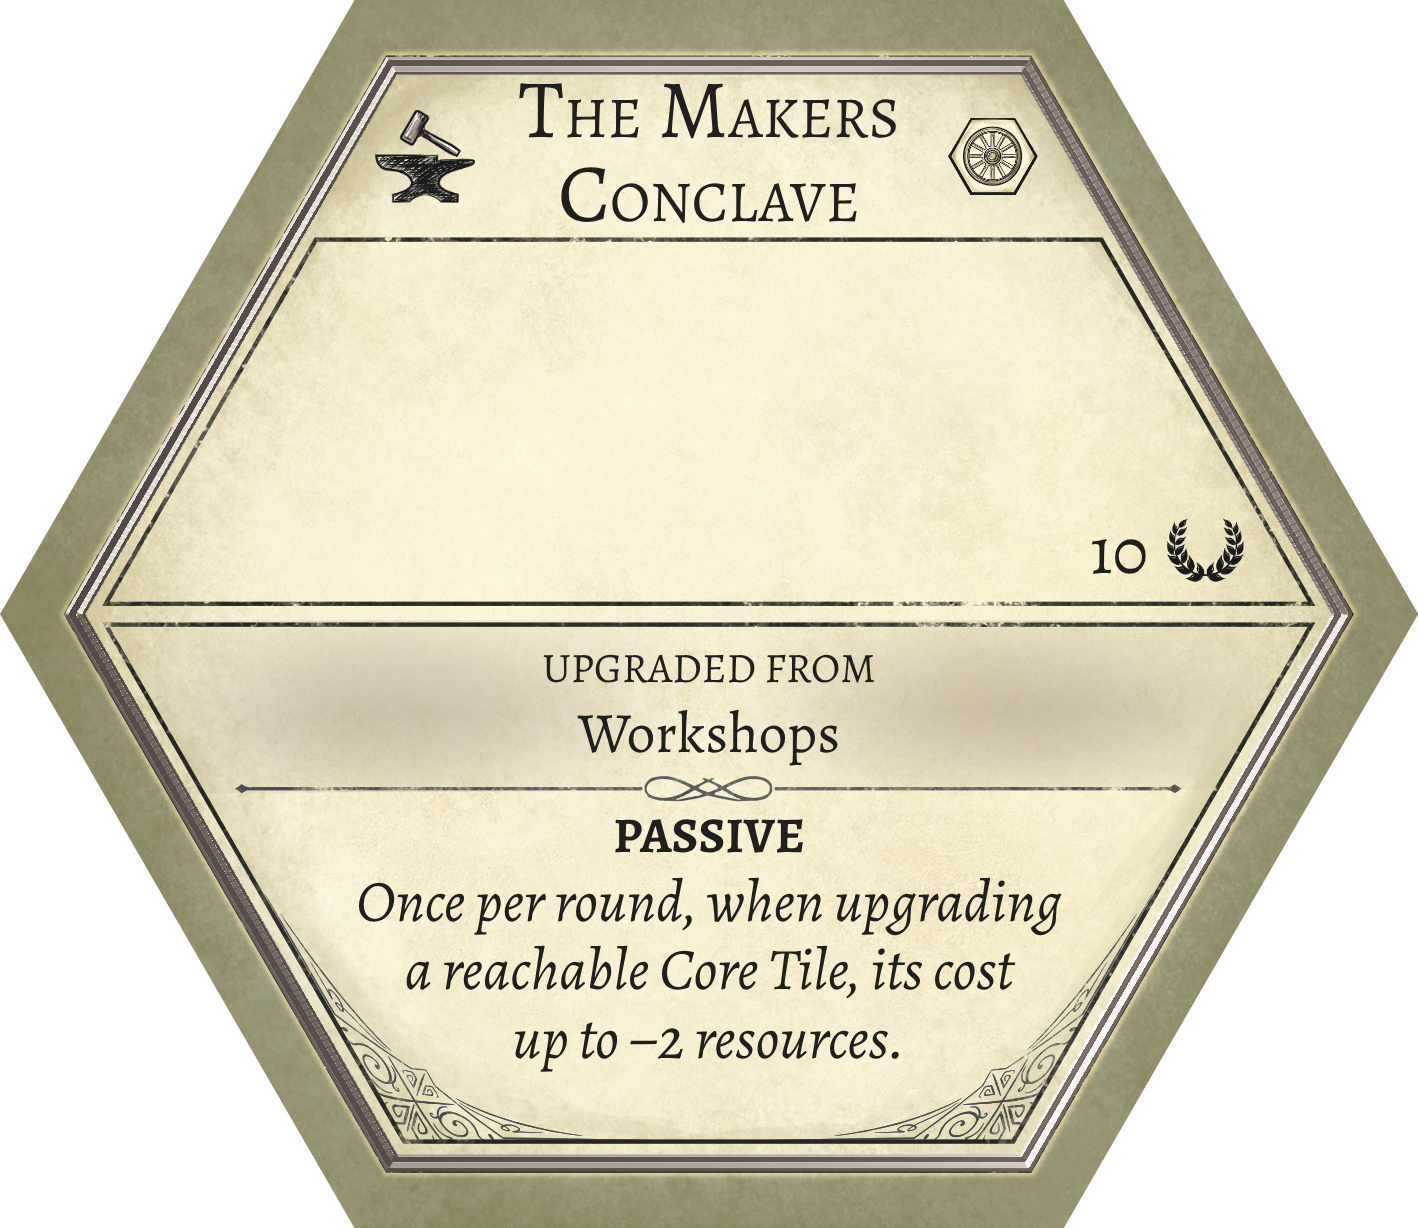 The Makers
Conclave
10
UPGRADED FROM
Workshops
PASSIVE
Once per round, when upgrading
a reachable Core Tile, its cost
up to –2 resources.